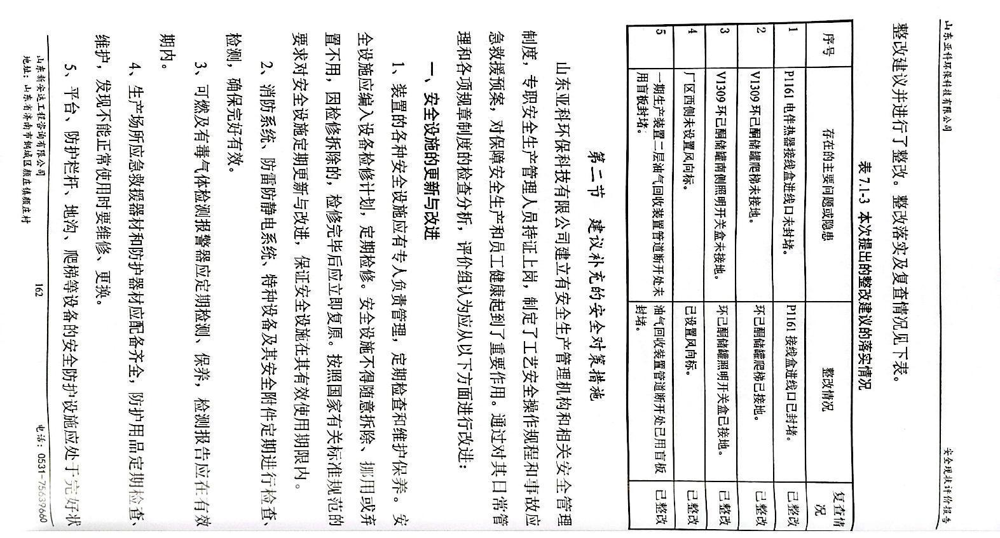 山东亚科环保科技有限公司 安全现状评价报告
整改建议并进行了整改。整改落实及复查情况见下表。
表 7.1-3 本次提出的整改建议的落实情况
序号 存在的主要问题或隐患 整改情况 复查情况
1 P1161 电伴热器接线盒进线口未封堵。 P1161 接线盒进线口已封堵。 已整改
2 V1309 环己酮储罐爬梯未接地。 环己酮储罐爬梯已接地。 已整改
3 V1309 环己酮储罐南侧照明开关盒未接地。 环己酮储罐照明开关盒已接地。 已整改
4 厂区西侧未设置风向标。 已设置风向标。 已整改
5 一期生产装置二层油气回收装置管道断开处未 油气回收装置管道断开处已用盲板 已整改
用盲板封堵。 封堵。
第二节 建议补充的安全对策措施
山东亚科环保科技有限公司建立有安全生产管理机构和相关安全管理
制度，专职安全生产管理人员持证上岗，制定了工艺安全操作规程和事故应
急救援预案，对保障安全生产和员工健康起到了重要作用。通过对其日常管
理和各项规章制度的检查分析，评价组认为应从以下方面进行改进：
一、安全设施的更新与改进
1、装置的各种安全设施应有专人负责管理，定期检查和维护保养。安
全设施应编入设备检修计划，定期检修。安全设施不得随意拆除、挪用或弃
置不用，因检修拆除的，检修完毕后应立即复原。按照国家有关标准规范的
要求对安全设施定期更新与改进，保证安全设施在其有效使用期限内。
2、消防系统、防雷防静电系统、特种设备及其安全附件定期进行检查、
检测，确保完好有效。
3、可燃及有毒气体检测报警器应定期检测、保养，检测报告应在有效
期内。
4、生产场所应急救援器材和防护器材应配备齐全，防护用品定期检查、
维护，发现不能正常使用时要维修、更换。
5、平台、防护栏杆、地沟、爬梯等设备的安全防护设施应处于完好状
山东新安达工程咨询有限公司 162 电话：0531-75639660
地址：山东省济南市钢城区颜庄镇颜庄村